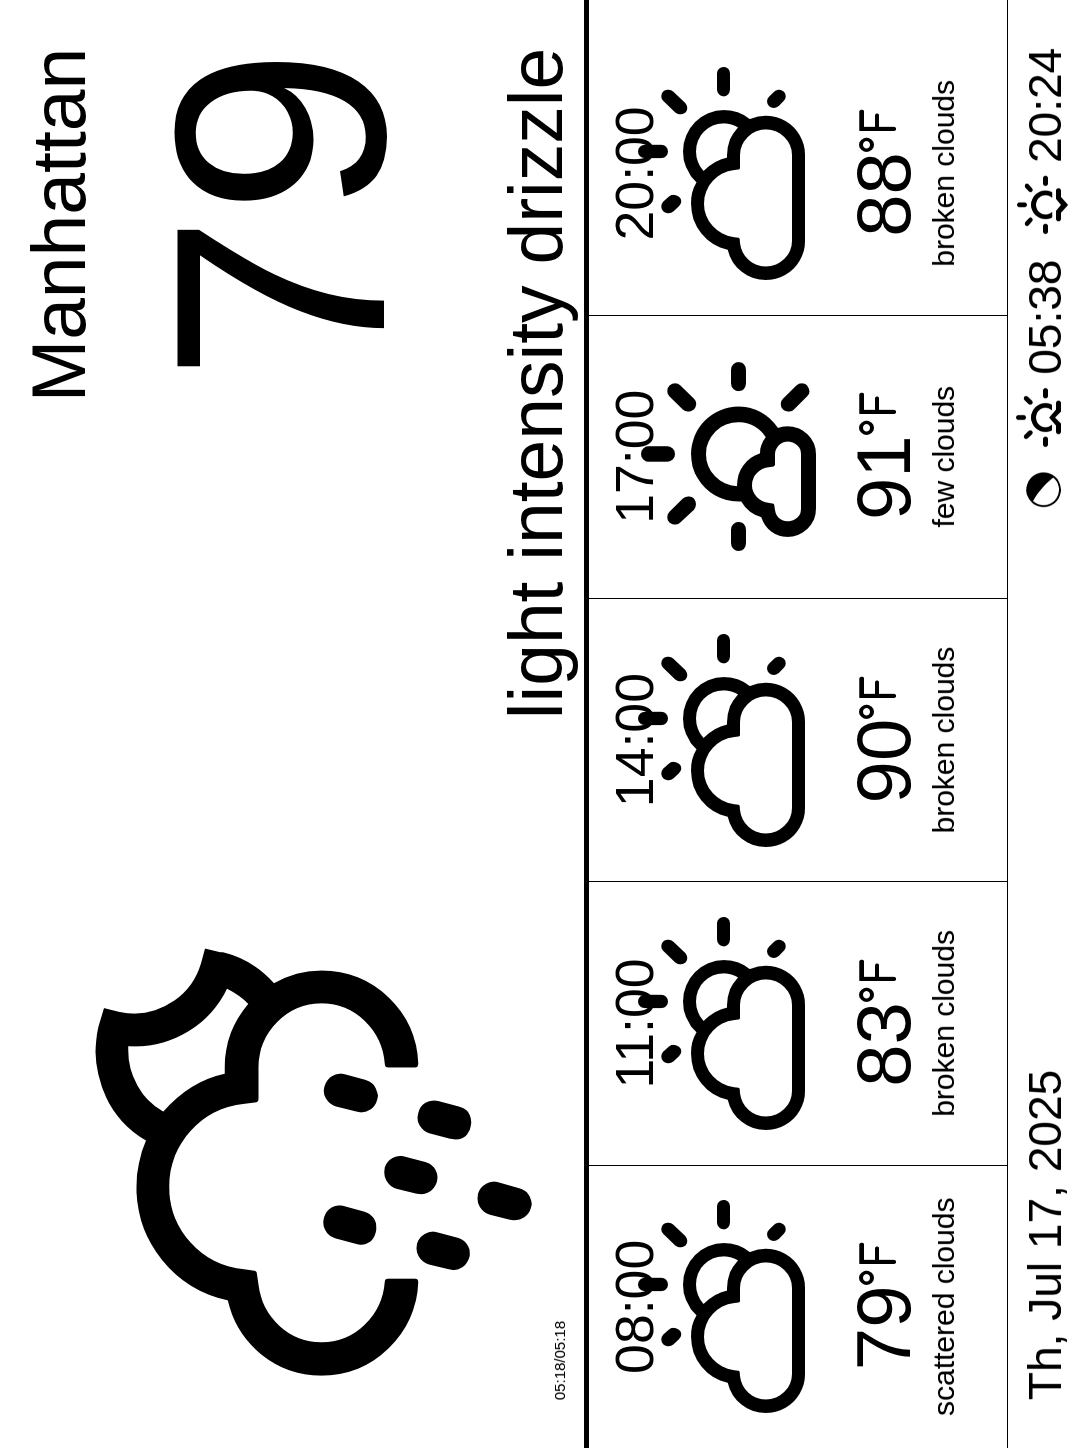 Manhattan
79
light intensity drizzle
05:18/05:18
08:00
79°F
scattered clouds
11:00
83°F
broken clouds
14:00
90°F
broken clouds
17:00
91°F
few clouds
20:00
88°F
broken clouds
Th, Jul 17, 2025
05:38
20:24